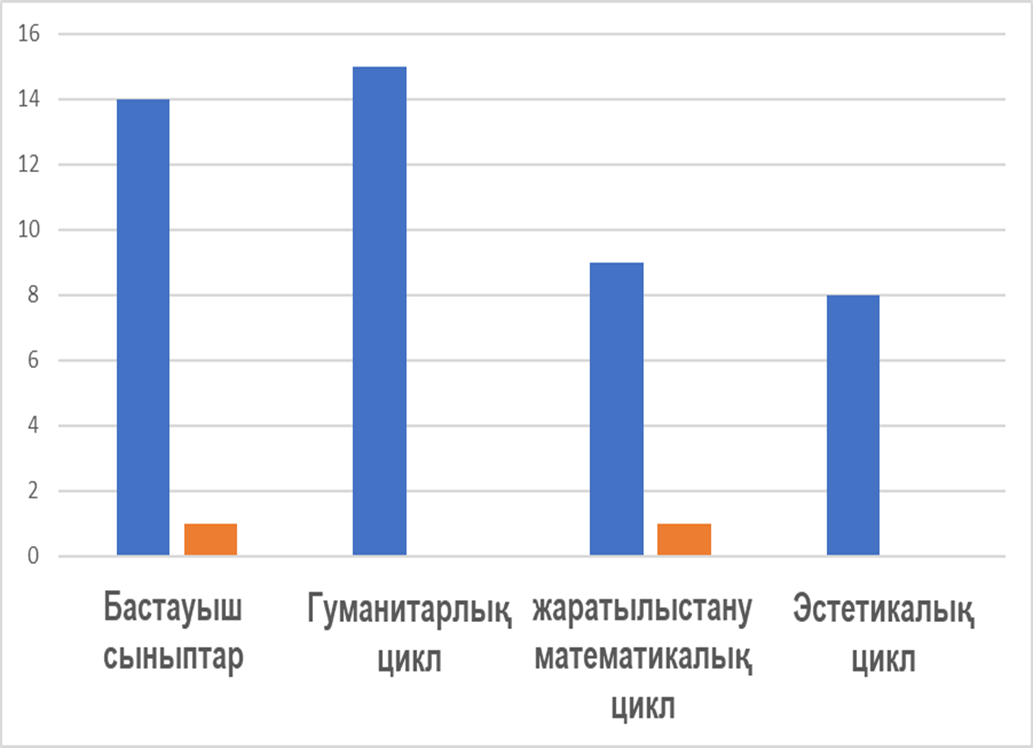 16
14
12
10
8
6
4
2
0
Бастауыш
сыныптар
Гуманитарлық
цикл
жаратылыстану
математикалық
цикл
Эстетикалық
цикл